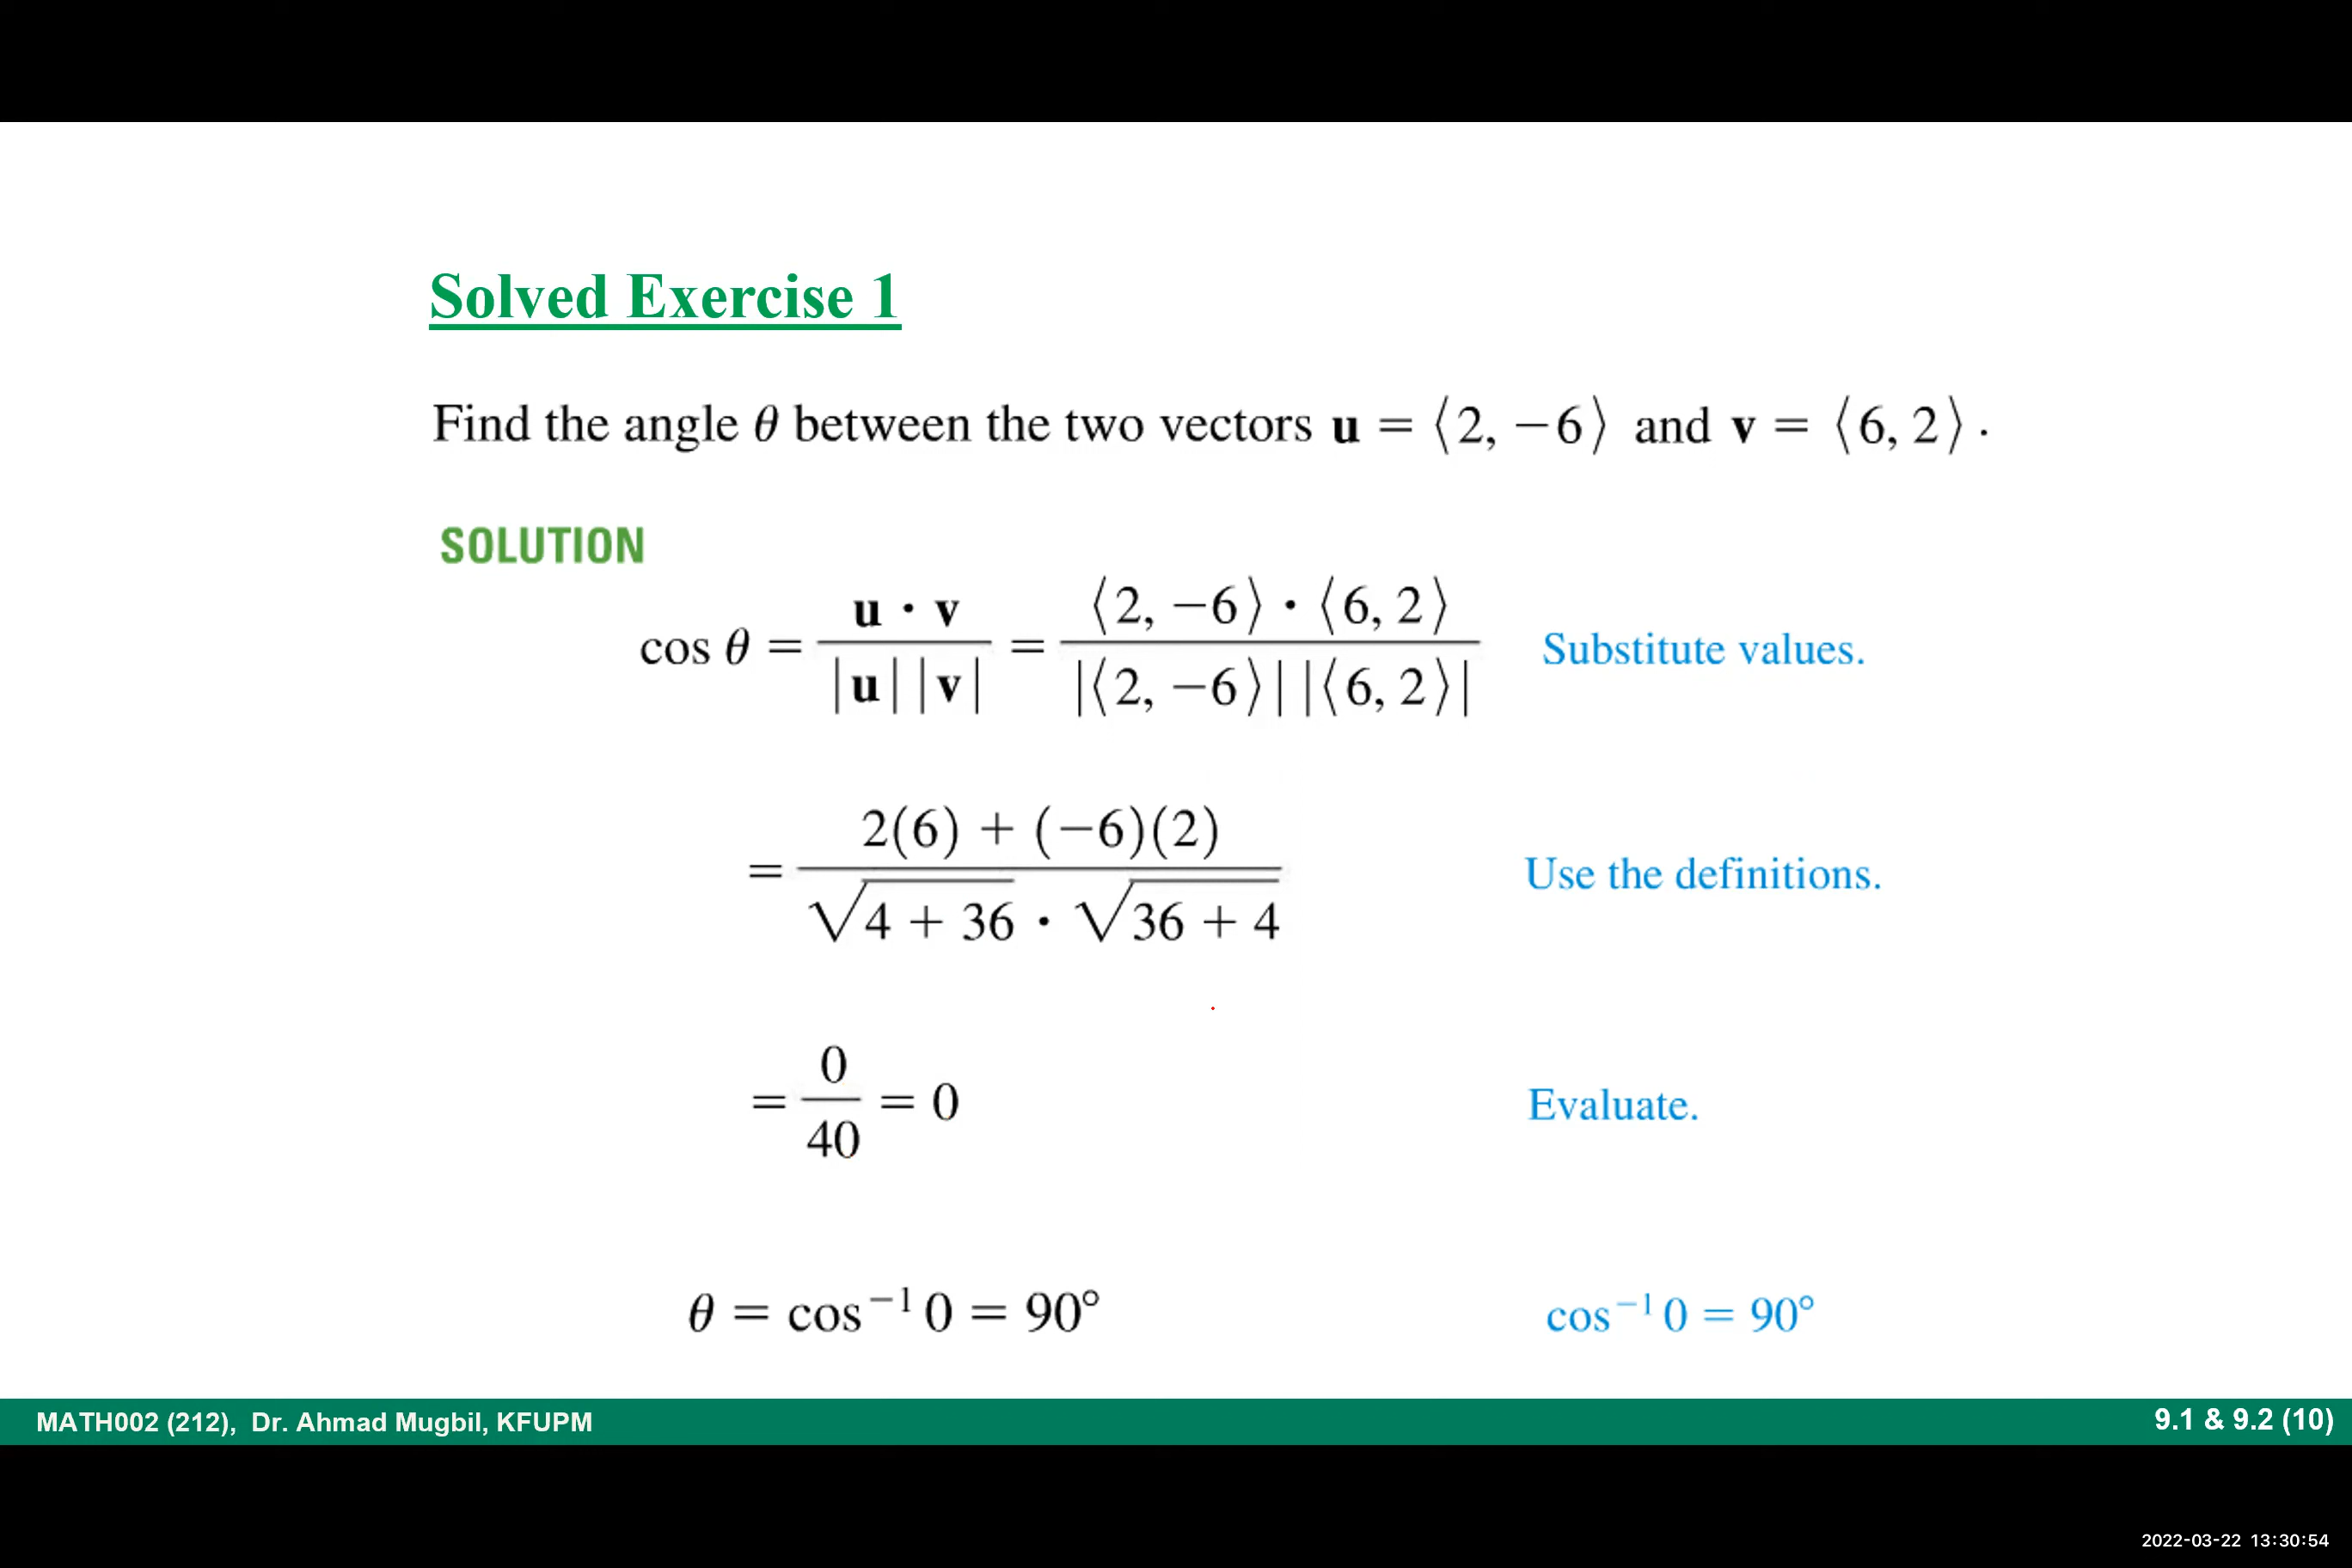 Solved Exercise 1
Find the angle θ between the two vectors u = ⟨2, −6⟩ and v = ⟨6, 2⟩.
SOLUTION
cos θ = u · v / |u| |v| = ⟨2, −6⟩ · ⟨6, 2⟩ / |⟨2, −6⟩| |⟨6, 2⟩| Substitute values.
= 2(6) + (−6)(2) / √4 + 36 · √36 + 4 Use the definitions.
= 0/40 = 0 Evaluate.
θ = cos⁻¹ 0 = 90° cos⁻¹ 0 = 90°
MATH002 (212), Dr. Ahmad Mugbil, KFUPM 9.1 & 9.2 (10)
2022-03-22 13:30:54